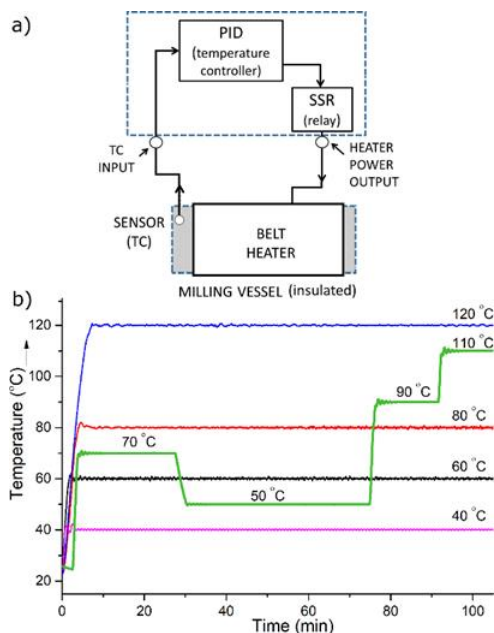 a)
PID
(temperature
controller)
SSR
(relay)
TC
INPUT
HEATER
POWER
OUTPUT
SENSOR
(TC)
BELT
HEATER
MILLING VESSEL (insulated)
b)
120 °C
110 °C
90 °C
80 °C
70 °C
60 °C
50 °C
40 °C
Temperature (°C)
120
100
80
60
40
20
0 20 40 60 80 100
Time (min)